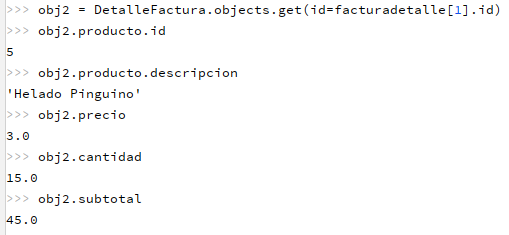 >>> obj2 = DetalleFactura.objects.get(id=facturadetalle[1].id)
>>> obj2.producto.id
5
>>> obj2.producto.descripcion
'Helado Pinguino'
>>> obj2.precio
3.0
>>> obj2.cantidad
15.0
>>> obj2.subtotal
45.0